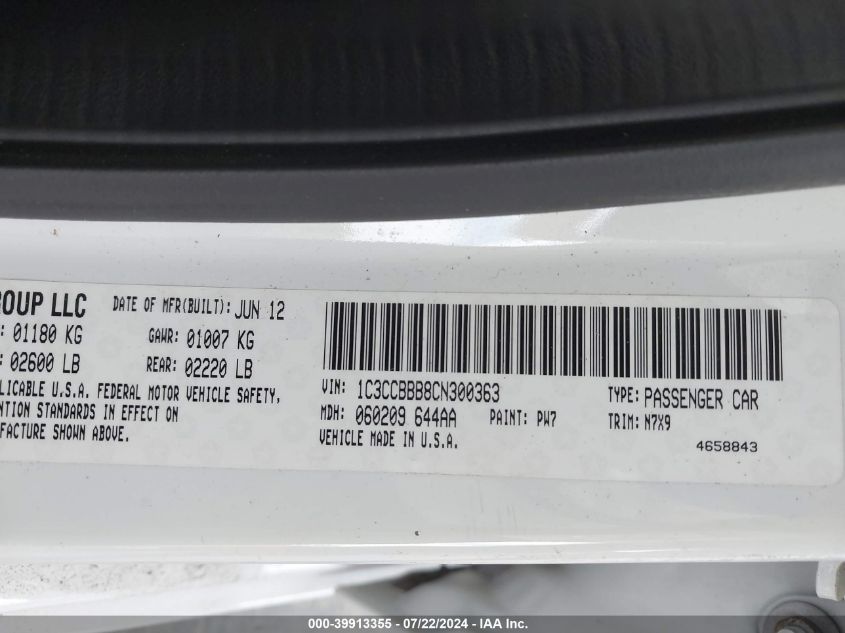 OUP LLC DATE OF MFR(BUILT): JUN 12
: 01180 KG GAWR: 01007 KG
: 02600 LB REAR: 02220 LB
LICABLE U.S.A. FEDERAL MOTOR VEHICLE SAFETY,
NTION STANDARDS IN EFFECT ON
FACTURE SHOWN ABOVE.
VIN: 1C3CCBBB8CN300363 TYPE: PASSENGER CAR
MDH: 060209 644AA PAINT: PW7 TRIM: N7X9
VEHICLE MADE IN U.S.A. 4658843
000-39913355 - 07/22/2024 - IAA Inc.